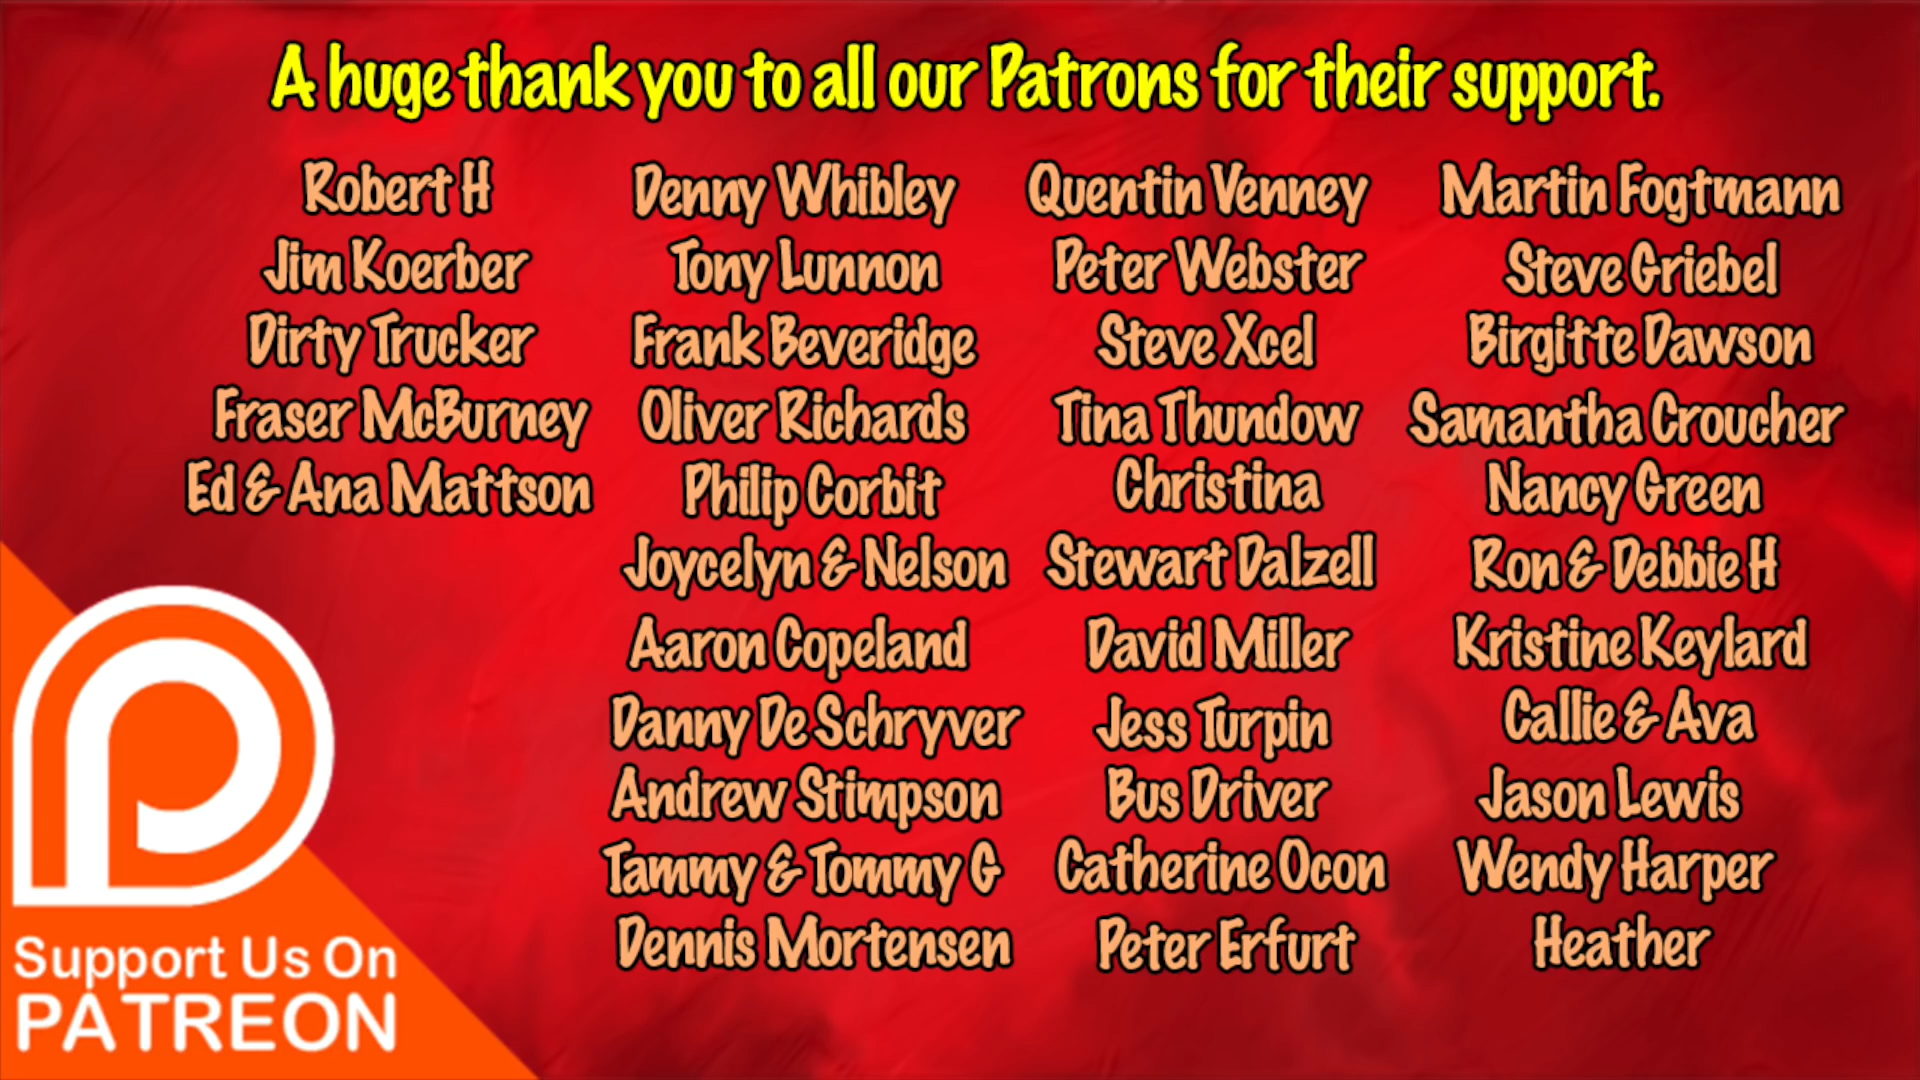 A huge thank you to all our Patrons for their support.
Robert H
Jim Koerber
Dirty Trucker
Fraser McBurney
Ed & Ana Mattson
Denny Whibley
Tony Lunnon
Frank Beveridge
Oliver Richards
Philip Corbit
Joycelyn & Nelson
Aaron Copeland
Danny De Schryver
Andrew Stimpson
Tammy & Tommy G
Dennis Mortensen
Quentin Venney
Peter Webster
Steve Xcel
Tina Thundow
Christina
Stewart Dalzell
David Miller
Jess Turpin
Bus Driver
Catherine Ocon
Peter Erfurt
Martin Fogtmann
Steve Griebel
Birgitte Dawson
Samantha Croucher
Nancy Green
Ron & Debbie H
Kristine Keylard
Callie & Ava
Jason Lewis
Wendy Harper
Heather
Support Us On
PATREON